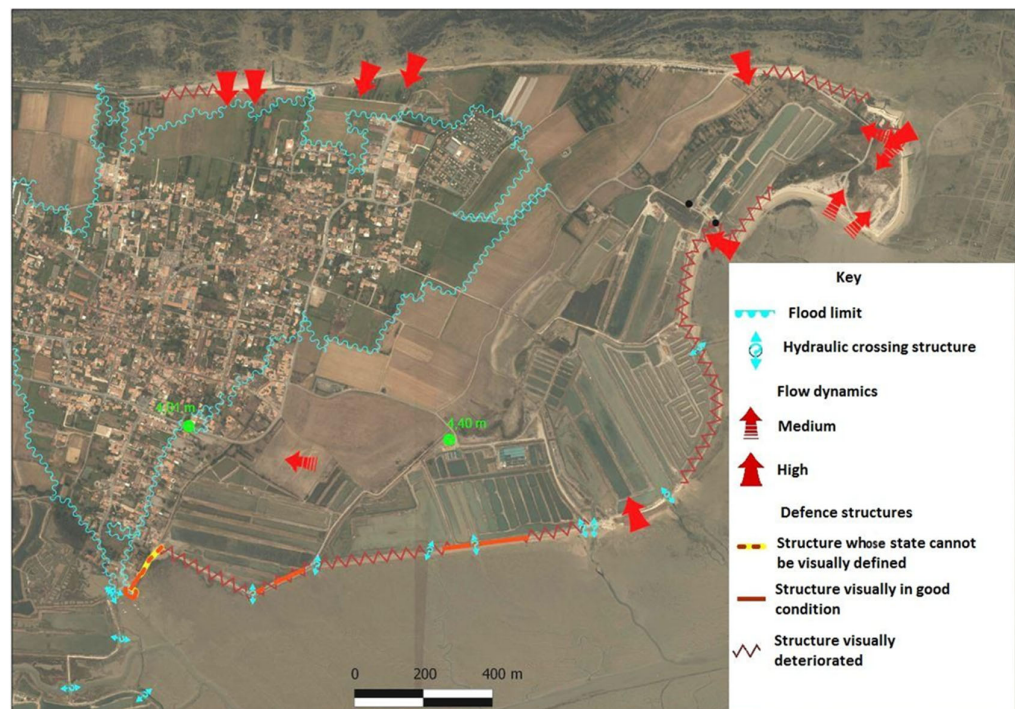 4.40 m
Key
Flood limit
Hydraulic crossing structure
Flow dynamics
Medium
High
Defence structures
Structure whose state cannot
be visually defined
Structure visually in good
condition
Structure visually
deteriorated
0 200 400 m